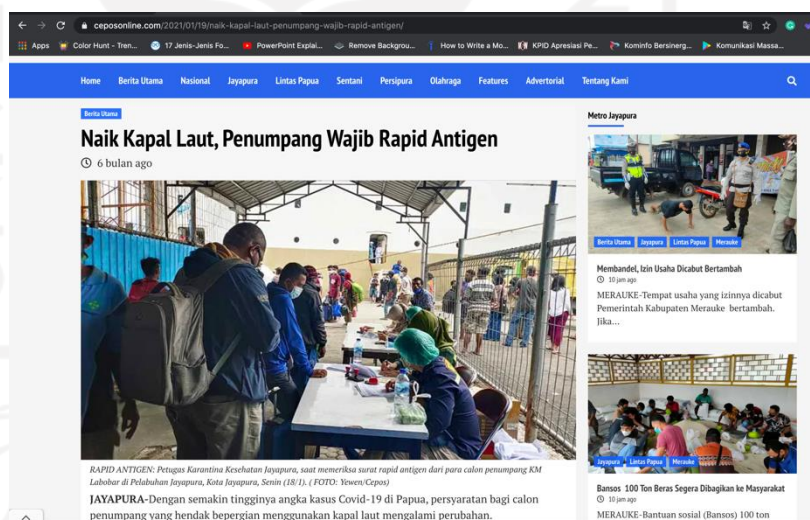 ceposonline.com/2021/01/19/naik-kapal-laut-penumpang-wajib-rapid-antigen/
Apps Color Hunt - Tren... 17 Jenis-Jenis Fo... PowerPoint Explai... Remove Backgrou... How to Write a Mo... KPID Apresiasi Pe... Kominfo Bersinerg... Komunikasi Massa...
Home Berita Utama Nasional Jayapura Lintas Papua Sentani Persipura Olahraga Features Advertorial Tentang Kami
Berita Utama
Naik Kapal Laut, Penumpang Wajib Rapid Antigen
6 bulan ago
RAPID ANTIGEN: Petugas Karantina Kesehatan Jayapura, saat memeriksa surat rapid antigen dari para calon penumpang KM
Labobar di Pelabuhan Jayapura, Kota Jayapura, Senin (18/1). ( FOTO: Yewen/Cepos)
JAYAPURA-Dengan semakin tingginya angka kasus Covid-19 di Papua, persyaratan bagi calon
penumpang yang hendak bepergian menggunakan kapal laut mengalami perubahan.
Metro Jayapura
Berita Utama Jayapura Lintas Papua Merauke
Membandel, Izin Usaha Dicabut Bertambah
10 jam ago
MERAUKE-Tempat usaha yang izinnya dicabut
Pemerintah Kabupaten Merauke bertambah.
Jika...
Jayapura Lintas Papua Merauke
Bansos 100 Ton Beras Segera Dibagikan ke Masyarakat
10 jam ago
MERAUKE-Bantuan sosial (Bansos) 100 ton